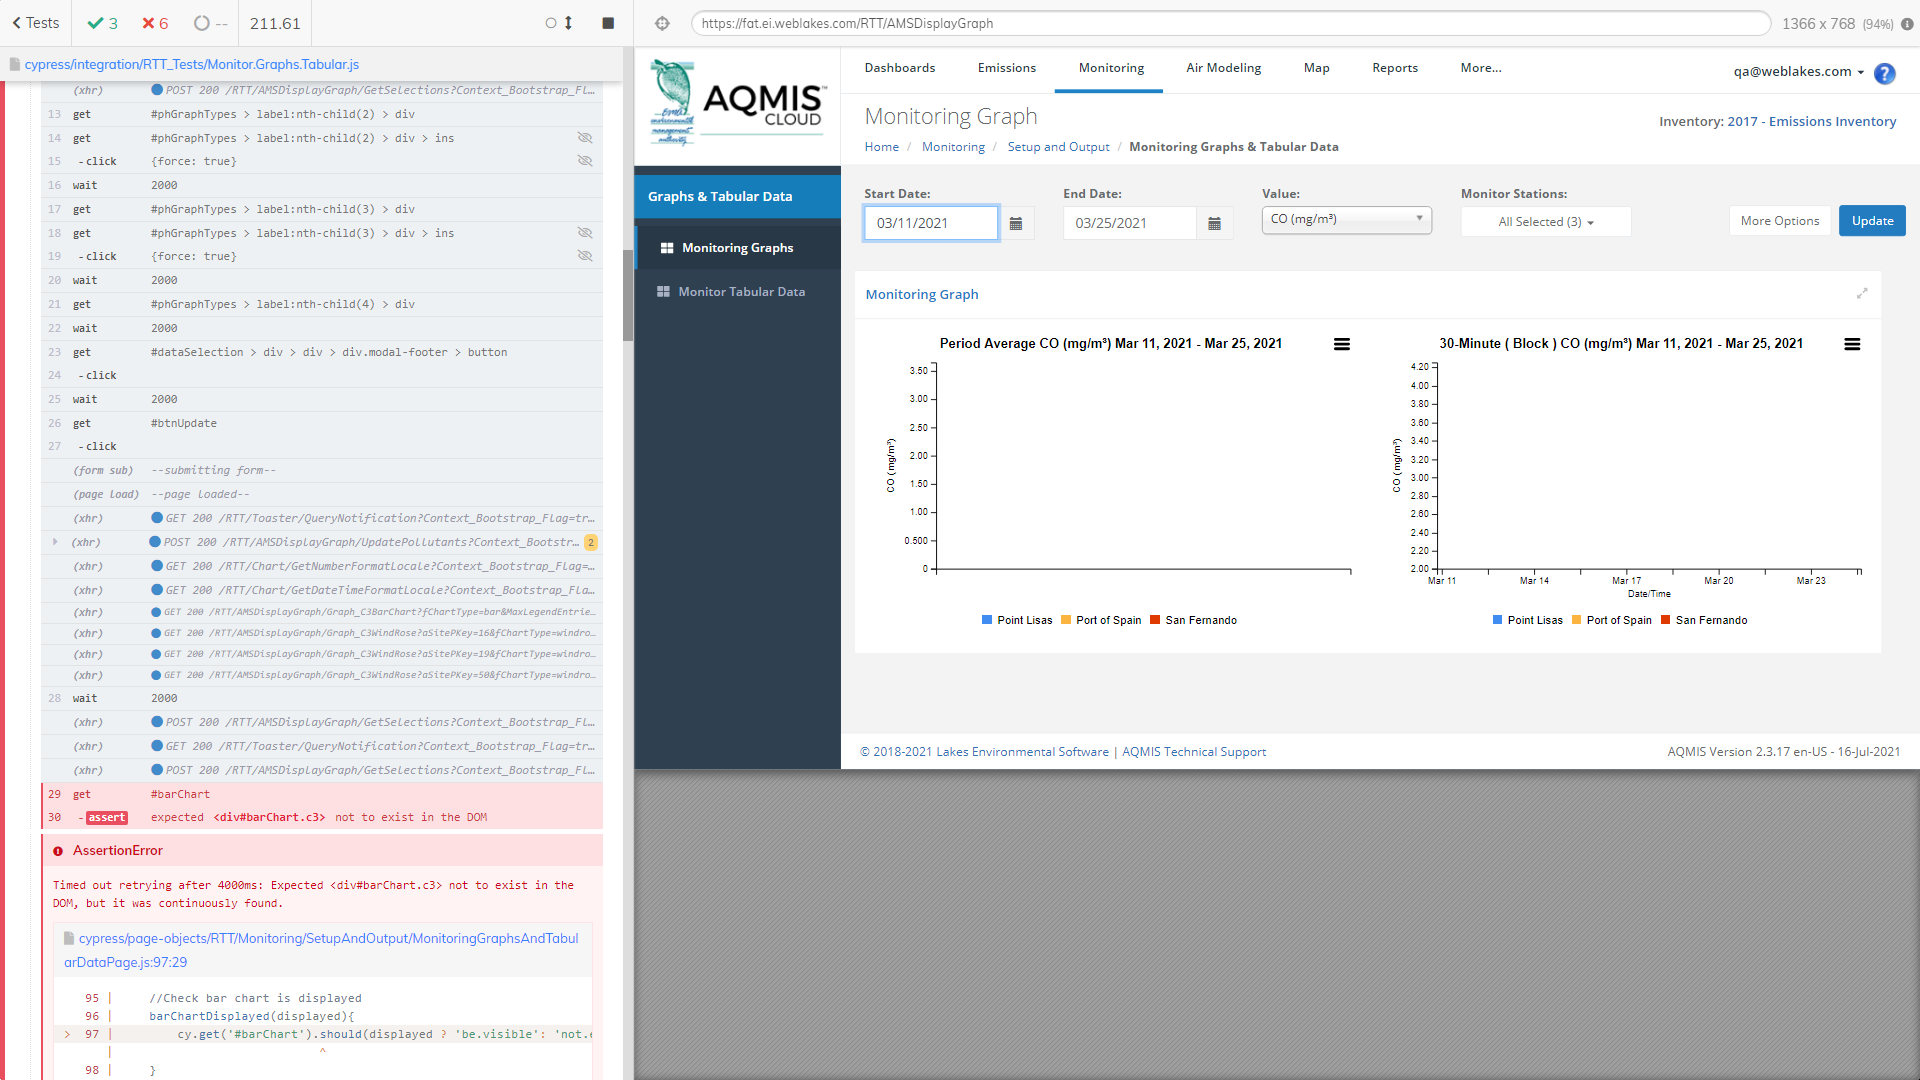 Tests
3
6
--
211.61
cypress/integration/RTT_Tests/Monitor.Graphs.Tabular.js
(xhr) POST 200 /RTT/AMSDisplayGraph/GetSelections?Context_Bootstrap_Fl…
13 get #phGraphTypes > label:nth-child(2) > div
14 get #phGraphTypes > label:nth-child(2) > div > ins
15 -click {force: true}
16 wait 2000
17 get #phGraphTypes > label:nth-child(3) > div
18 get #phGraphTypes > label:nth-child(3) > div > ins
19 -click {force: true}
20 wait 2000
21 get #phGraphTypes > label:nth-child(4) > div
22 wait 2000
23 get #dataSelection > div > div > div.modal-footer > button
24 -click
25 wait 2000
26 get #btnUpdate
27 -click
(form sub) --submitting form--
(page load) --page loaded--
(xhr) GET 200 /RTT/Toaster/QueryNotification?Context_Bootstrap_Flag=tr…
(xhr) POST 200 /RTT/AMSDisplayGraph/UpdatePollutants?Context_Bootstr… 2
(xhr) GET 200 /RTT/Chart/GetNumberFormatLocale?Context_Bootstrap_Flag=…
(xhr) GET 200 /RTT/Chart/GetDateTimeFormatLocale?Context_Bootstrap_Fla…
(xhr) GET 200 /RTT/AMSDisplayGraph/Graph_C3BarChart?fChartType=bar&MaxLegendEntrie…
(xhr) GET 200 /RTT/AMSDisplayGraph/Graph_C3WindRose?aSitePKey=16&fChartType=windro…
(xhr) GET 200 /RTT/AMSDisplayGraph/Graph_C3WindRose?aSitePKey=19&fChartType=windro…
(xhr) GET 200 /RTT/AMSDisplayGraph/Graph_C3WindRose?aSitePKey=50&fChartType=windro…
28 wait 2000
(xhr) POST 200 /RTT/AMSDisplayGraph/GetSelections?Context_Bootstrap_Fl…
(xhr) GET 200 /RTT/Toaster/QueryNotification?Context_Bootstrap_Flag=tr…
(xhr) POST 200 /RTT/AMSDisplayGraph/GetSelections?Context_Bootstrap_Fl…
29 get #barChart
30 -assert expected <div#barChart.c3> not to exist in the DOM
AssertionError
Timed out retrying after 4000ms: Expected <div#barChart.c3> not to exist in the
DOM, but it was continuously found.
cypress/page-objects/RTT/Monitoring/SetupAndOutput/MonitoringGraphsAndTabul
arDataPage.js:97:29
95 | //Check bar chart is displayed
96 | barChartDisplayed(displayed){
> 97 | cy.get('#barChart').should(displayed ? 'be.visible': 'not.e
| ^
98 | }
https://fat.ei.weblakes.com/RTT/AMSDisplayGraph
1366 x 768 (94%)
EMA
environmental
management
authority
AQMIS™
CLOUD
Dashboards
Emissions
Monitoring
Air Modeling
Map
Reports
More...
qa@weblakes.com
?
Monitoring Graph
Inventory: 2017 - Emissions Inventory
Home / Monitoring / Setup and Output / Monitoring Graphs & Tabular Data
Graphs & Tabular Data
Monitoring Graphs
Monitor Tabular Data
Start Date:
03/11/2021
End Date:
03/25/2021
Value:
CO (mg/m³)
Monitor Stations:
All Selected (3)
More Options
Update
Monitoring Graph
Period Average CO (mg/m³) Mar 11, 2021 - Mar 25, 2021
3.50
3.00
2.50
2.00
1.50
1.00
0.500
0
CO (mg/m³)
Point Lisas
Port of Spain
San Fernando
30-Minute ( Block ) CO (mg/m³) Mar 11, 2021 - Mar 25, 2021
4.20
4.00
3.80
3.60
3.40
3.20
3.00
2.80
2.60
2.40
2.20
2.00
CO (mg/m³)
Mar 11
Mar 14
Mar 17
Mar 20
Mar 23
Date/Time
Point Lisas
Port of Spain
San Fernando
© 2018-2021 Lakes Environmental Software | AQMIS Technical Support
AQMIS Version 2.3.17 en-US - 16-Jul-2021